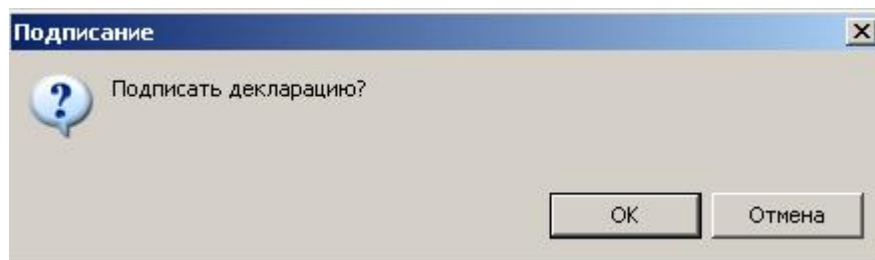 Подписание
Подписать декларацию?
OK
Отмена